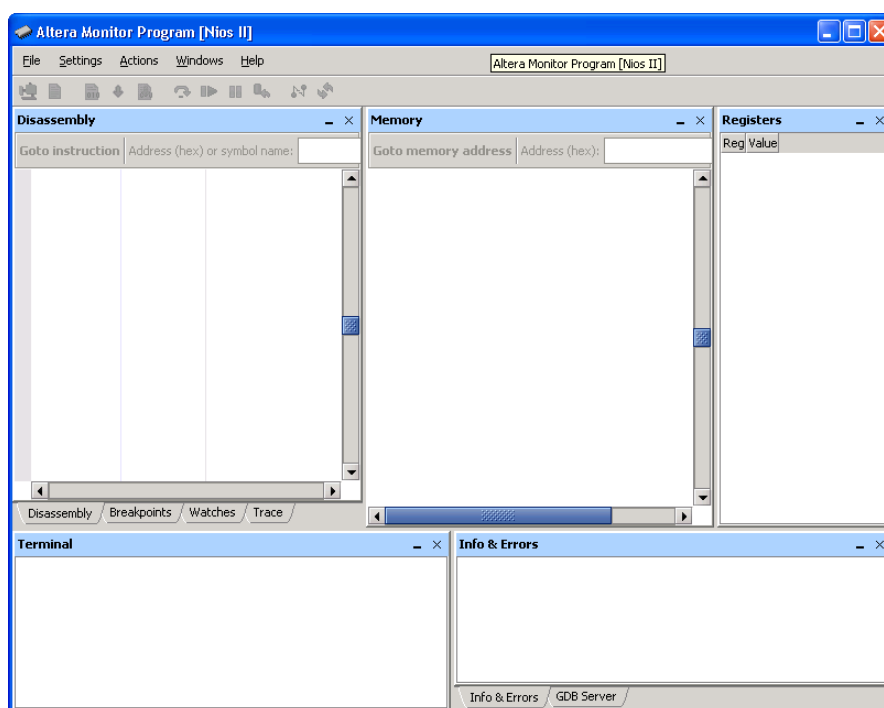 Altera Monitor Program [Nios II]
File Settings Actions Windows Help
Altera Monitor Program [Nios II]
Disassembly
Goto instruction Address (hex) or symbol name:
Disassembly Breakpoints Watches Trace
Memory
Goto memory address Address (hex):
Registers
Reg Value
Terminal
Info & Errors
Info & Errors GDB Server